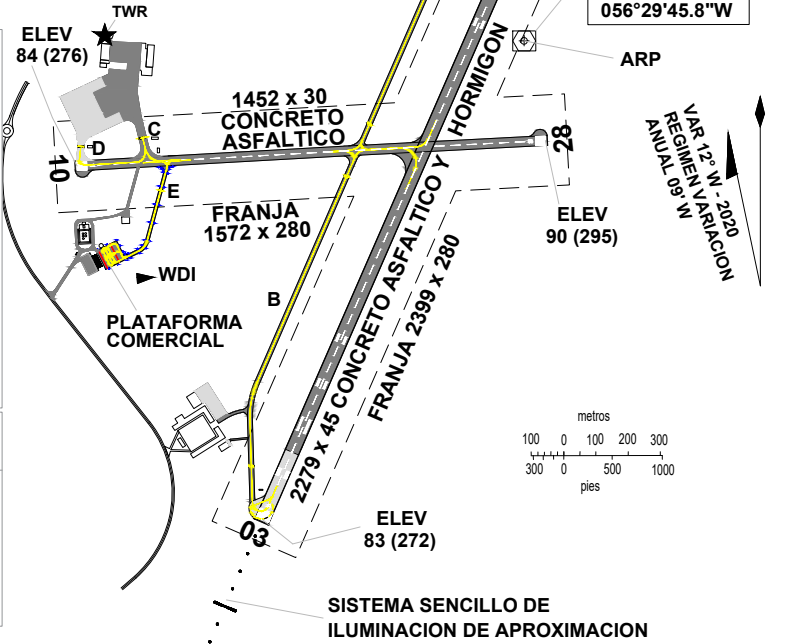 056°29'45.8"W
TWR
ELEV
84 (276)
ARP
1452 x 30
CONCRETO
ASFALTICO
C
D
10
28
E
FRANJA
1572 x 280
ELEV
90 (295)
VAR 12° W - 2020
REGIMEN VARIACION
ANUAL 09' W
WDI
B
PLATAFORMA
COMERCIAL
2279 x 45 CONCRETO ASFALTICO Y HORMIGON
FRANJA 2399 x 280
metros
100 0 100 200 300
300 0 500 1000
pies
03
ELEV
83 (272)
SISTEMA SENCILLO DE
ILUMINACION DE APROXIMACION